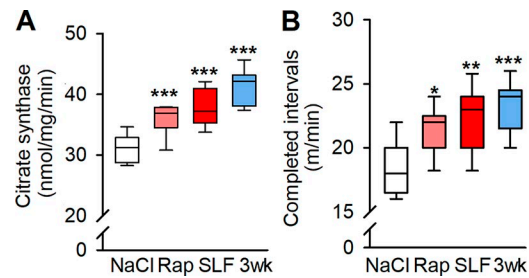 A
Citrate synthase
(nmol/mg/min)
50
40
30
20
0
***
***
***
NaCl Rap SLF 3wk
B
Completed intervals
(m/min)
30
25
20
15
0
*
**
***
NaCl Rap SLF 3wk